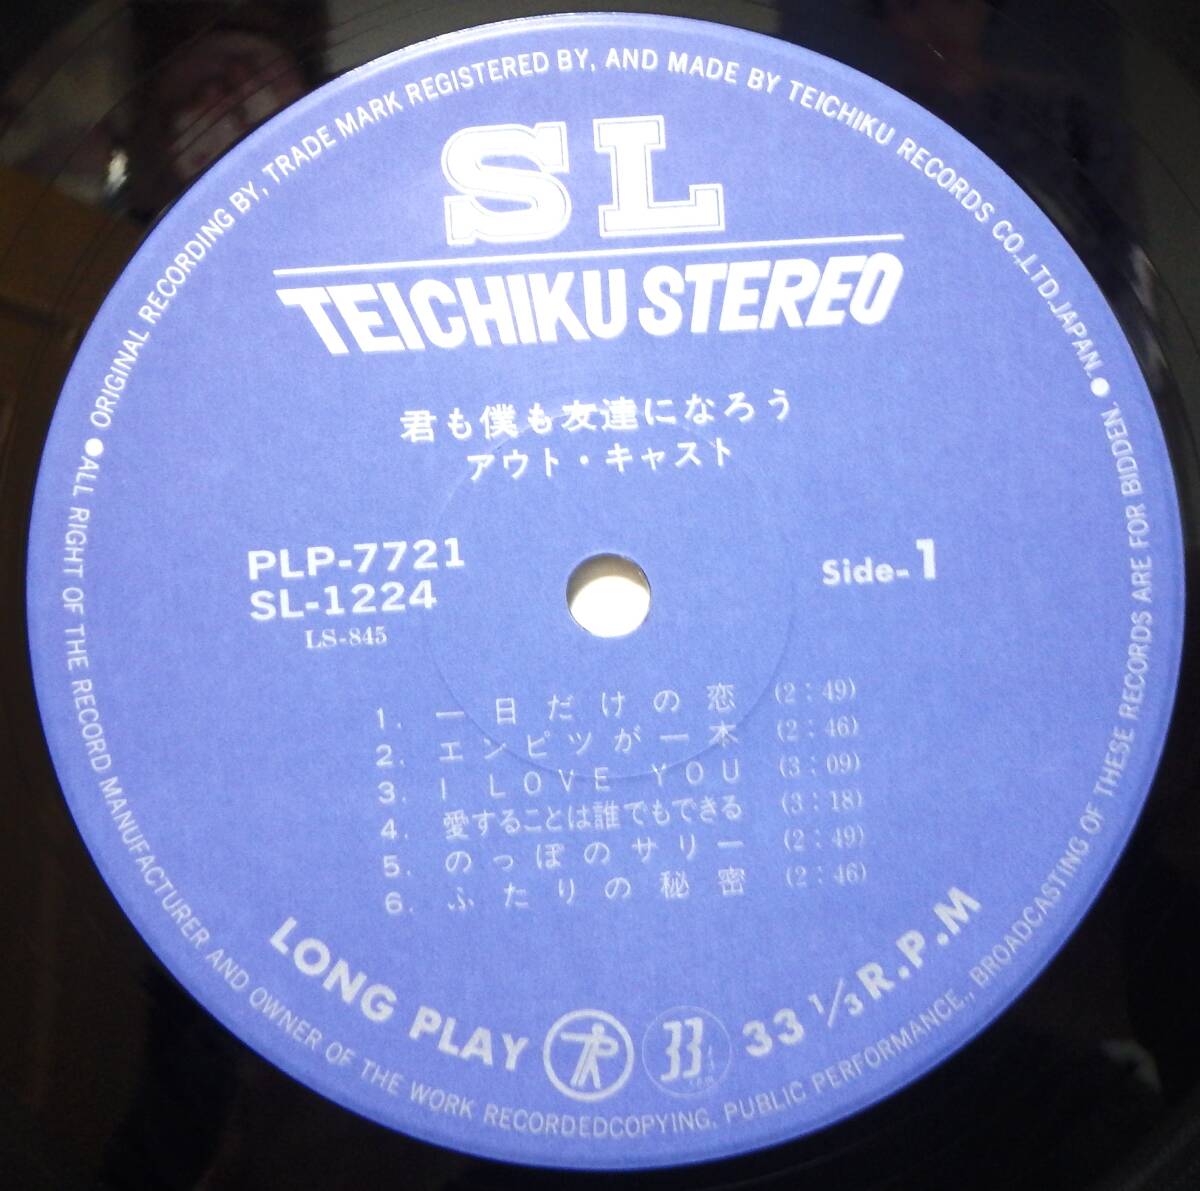 ● ORIGINAL RECORDING BY, TRADE MARK REGISTERED BY, AND MADE BY TEICHIKU RECORDS CO.,LTD.JAPAN. ●
SL
TEICHIKU STEREO
君も僕も友達になろう
アウト・キャスト
PLP-7721
SL-1224
LS-845
Side-1
1. 一日だけの恋 (2:49)
2. エンピツが一本 (2:46)
3. I LOVE YOU (3:09)
4. 愛することは誰でもできる (3:18)
5. のっぽのサリー (2:49)
6. ふたりの秘密 (2:46)
LONG PLAY
33
33 1/3 R.P.M
ALL RIGHT OF THE RECORD MANUFACTURER AND OWNER OF THE WORK RECORDEDCOPYING, PUBLIC PERFORMANCE,, BROADCASTING OF THESE RECORDS ARE FOR BIDDEN.